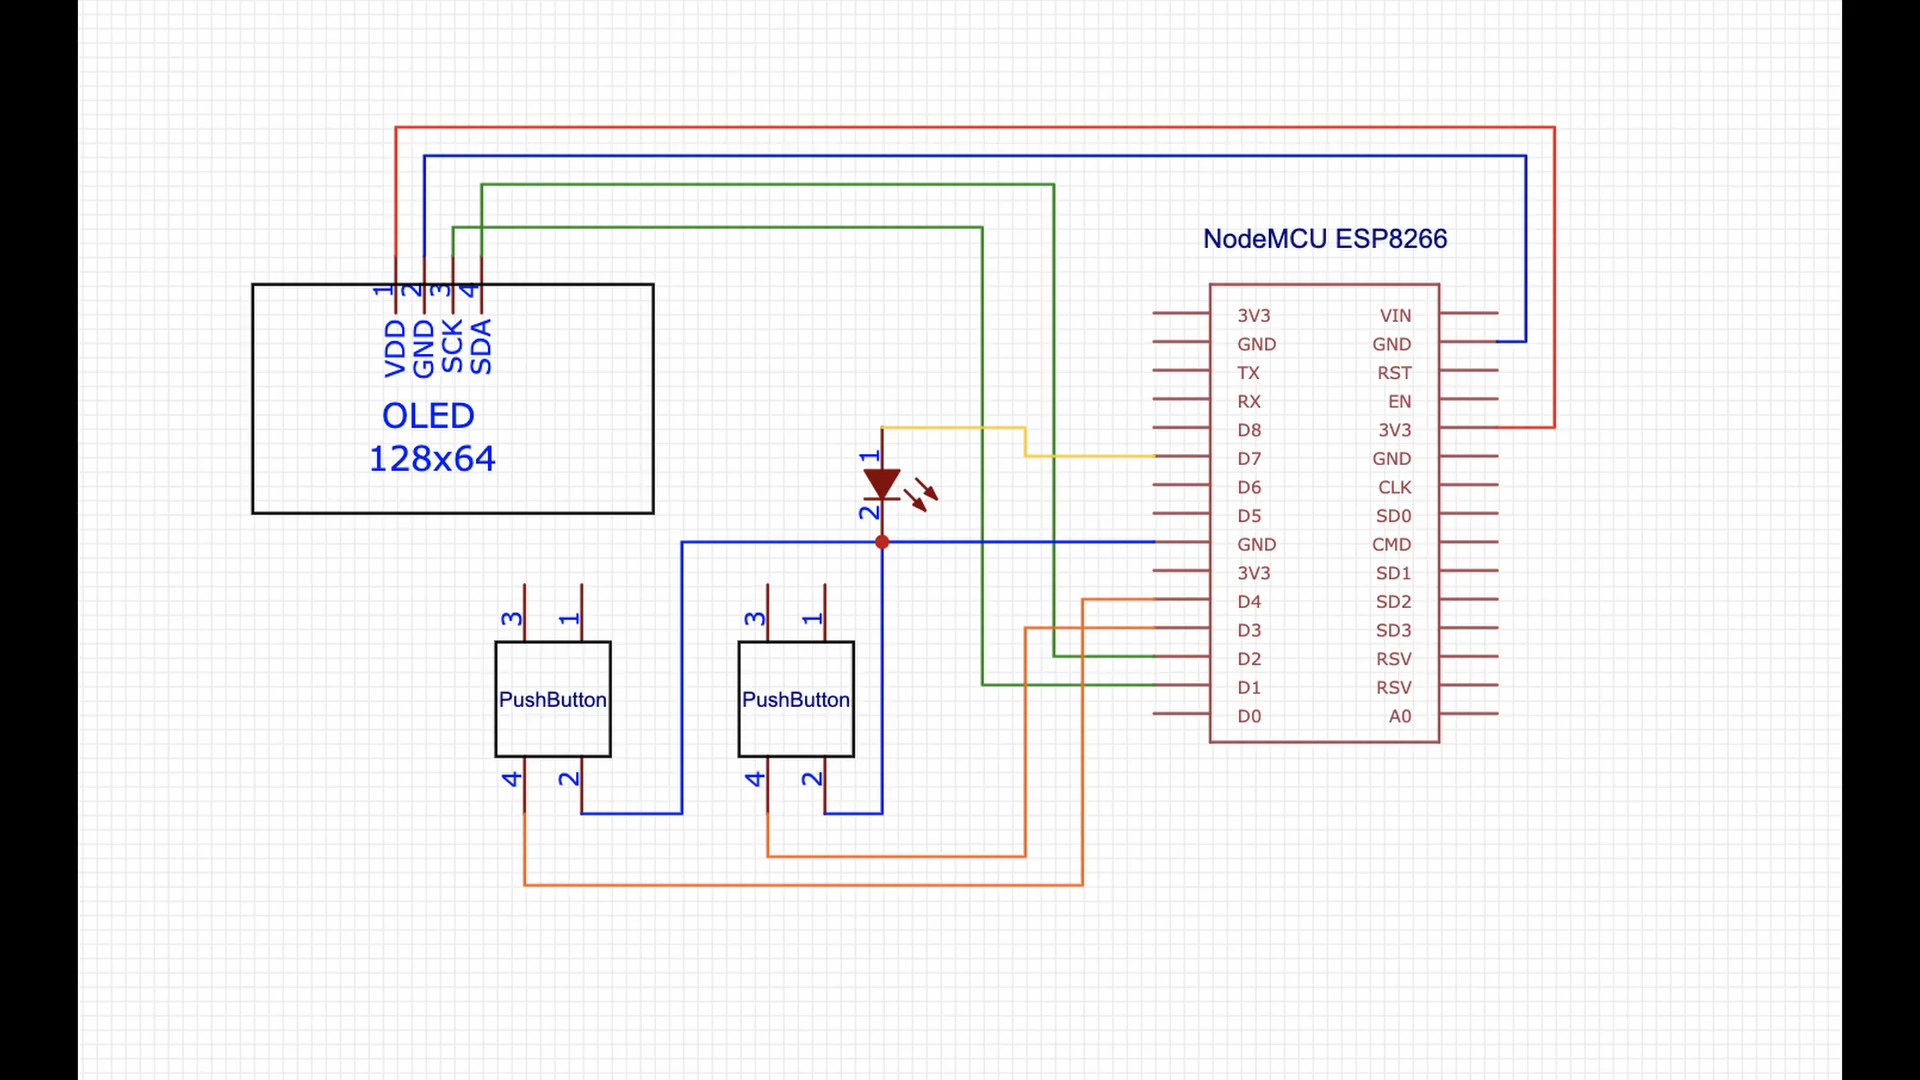 NodeMCU ESP8266
1
2
3
4
VDD
GND
SCK
SDA
OLED
128x64
1
2
3
1
PushButton
4
2
3
1
PushButton
4
2
3V3 VIN
GND GND
TX RST
RX EN
D8 3V3
D7 GND
D6 CLK
D5 SD0
GND CMD
3V3 SD1
D4 SD2
D3 SD3
D2 RSV
D1 RSV
D0 A0